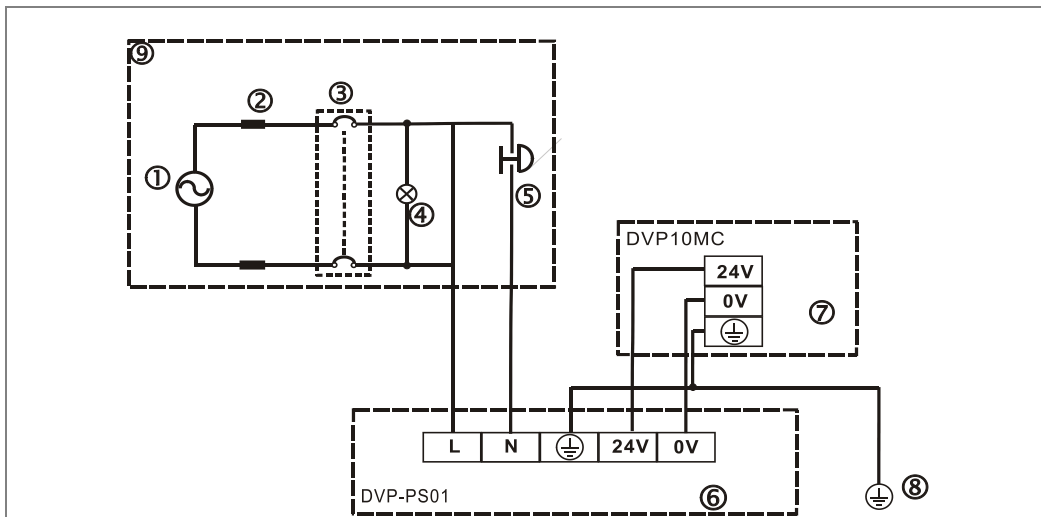 ⑨
②
③
①
④
⑤
DVP10MC
24V
0V
⑦
L N 24V 0V
DVP-PS01
⑥
⑧